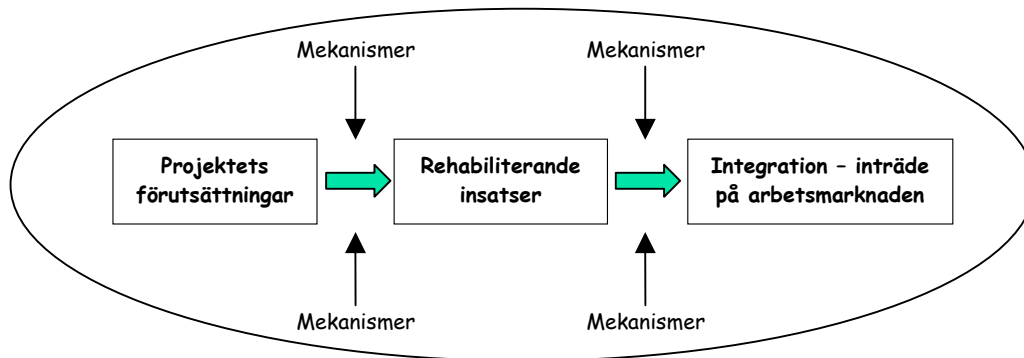 Mekanismer
Mekanismer
Projektets
förutsättningar
Rehabiliterande
insatser
Integration – inträde
på arbetsmarknaden
Mekanismer
Mekanismer